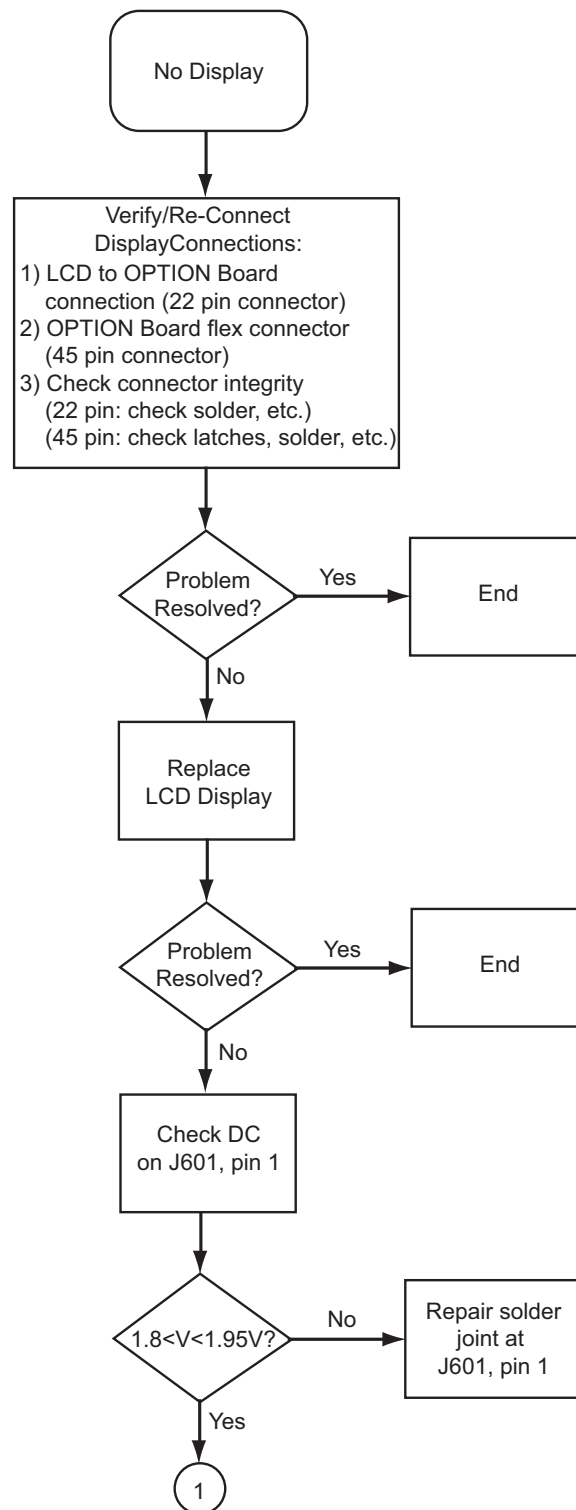 No Display
Verify/Re-Connect
DisplayConnections:
1) LCD to OPTION Board
connection (22 pin connector)
2) OPTION Board flex connector
(45 pin connector)
3) Check connector integrity
(22 pin: check solder, etc.)
(45 pin: check latches, solder, etc.)
Problem
Resolved?
Yes
End
No
Replace
LCD Display
Problem
Resolved?
Yes
End
No
Check DC
on J601, pin 1
1.8<V<1.95V?
No
Repair solder
joint at
J601, pin 1
Yes
1